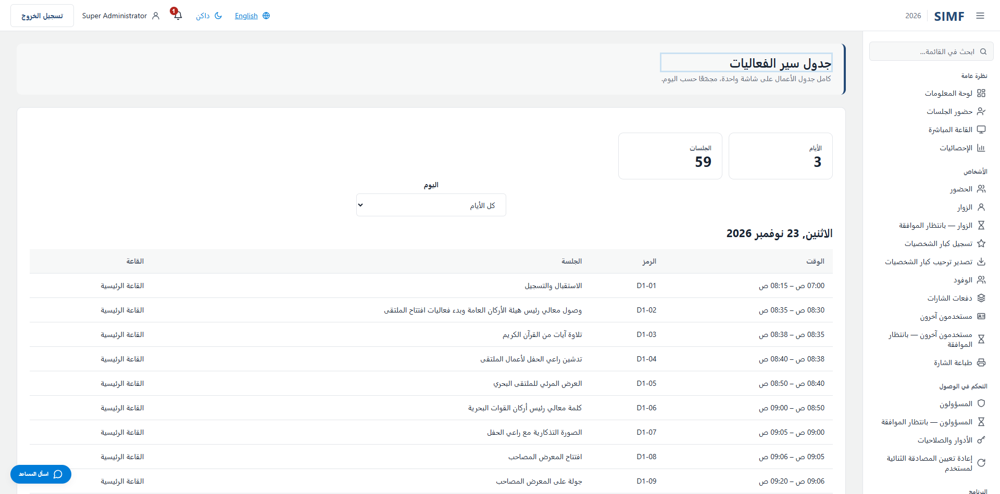 SIMF
2026
English
داكن
1
Super Administrator
تسجيل الخروج
ابحث في القائمة...
نظرة عامة
لوحة المعلومات
حضور الجلسات
القاعة المباشرة
الإحصائيات
الأشخاص
الحضور
الزوار
الزوار — بانتظار الموافقة
تسجيل كبار الشخصيات
تصدير ترحيب كبار الشخصيات
الوفود
دفعات الشارات
مستخدمون آخرون
مستخدمون آخرون — بانتظار
الموافقة
طباعة الشارة
التحكم في الوصول
المسؤولون
المسؤولون — بانتظار الموافقة
الأدوار والصلاحيات
إعادة تعيين المصادقة الثنائية
لمستخدم
البرنامج
جدول سير الفعاليات
كامل جدول الأعمال على شاشة واحدة، مجمّعًا حسب اليوم.
الأيام
3
الجلسات
59
اليوم
كل الأيام
الاثنين, 23 نوفمبر 2026
الوقت الرمز الجلسة القاعة
07:00 ص – 08:15 ص D1-01 الاستقبال والتسجيل القاعة الرئيسية
08:30 ص – 08:35 ص D1-02 وصول معالي رئيس هيئة الأركان العامة وبدء فعاليات افتتاح الملتقى القاعة الرئيسية
08:35 ص – 08:38 ص D1-03 تلاوة آيات من القرآن الكريم القاعة الرئيسية
08:38 ص – 08:40 ص D1-04 تدشين راعي الحفل لأعمال الملتقى القاعة الرئيسية
08:40 ص – 08:50 ص D1-05 العرض المرئي للملتقى البحري القاعة الرئيسية
08:50 ص – 09:00 ص D1-06 كلمة معالي رئيس أركان القوات البحرية القاعة الرئيسية
09:00 ص – 09:05 ص D1-07 الصورة التذكارية مع راعي الحفل القاعة الرئيسية
09:05 ص – 09:06 ص D1-08 افتتاح المعرض المصاحب القاعة الرئيسية
09:06 ص – 09:20 ص D1-09 جولة على المعرض المصاحب القاعة الرئيسية
اسأل المساعد